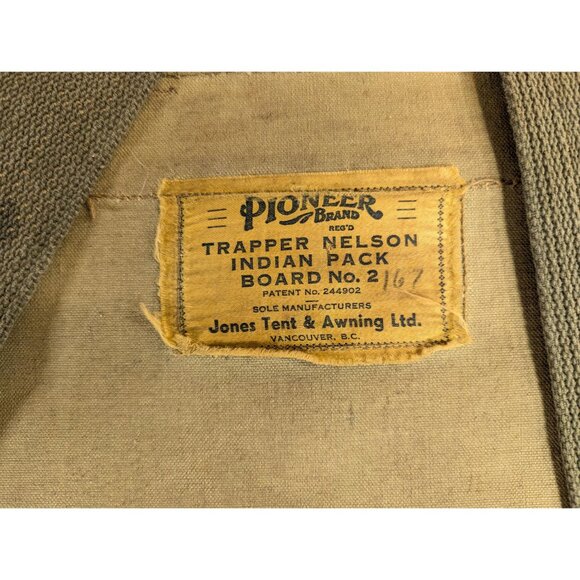 PIONEER
BRAND
REG'D
TRAPPER NELSON
INDIAN PACK
BOARD No. 2 167
PATENT No. 244902
SOLE MANUFACTURERS
Jones Tent & Awning Ltd.
VANCOUVER, B.C.